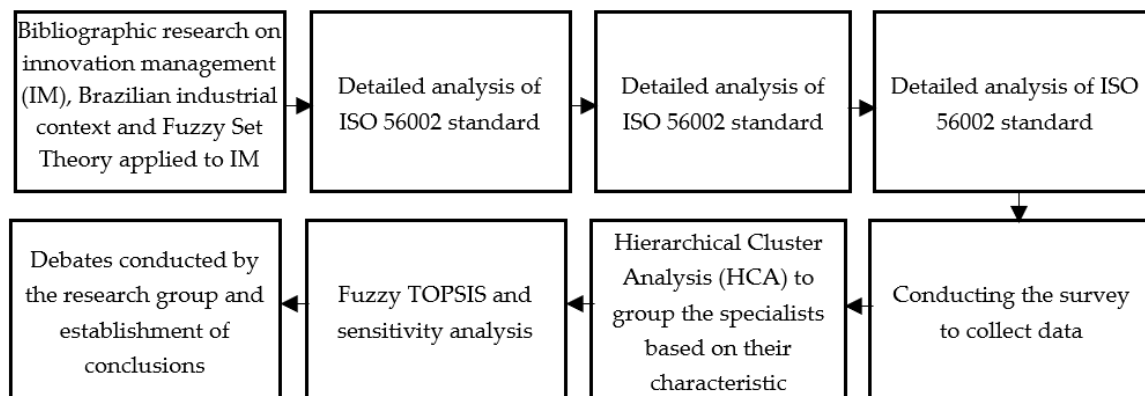 Bibliographic research on
innovation management
(IM), Brazilian industrial
context and Fuzzy Set
Theory applied to IM
Detailed analysis of
ISO 56002 standard
Detailed analysis of
ISO 56002 standard
Detailed analysis of ISO
56002 standard
Debates conducted by
the research group and
establishment of
conclusions
Fuzzy TOPSIS and
sensitivity analysis
Hierarchical Cluster
Analysis (HCA) to
group the specialists
based on their
characteristic
Conducting the survey
to collect data